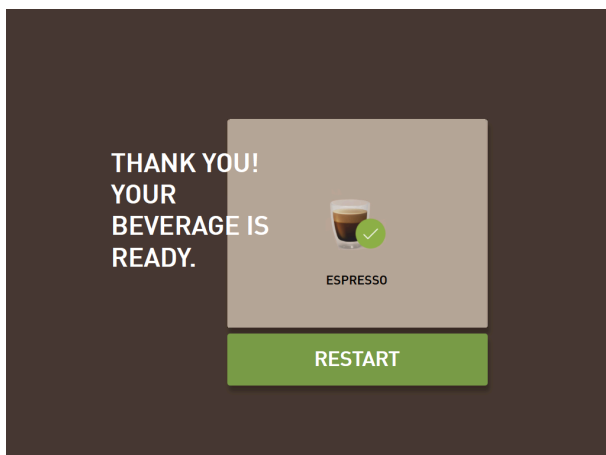 THANK YOU!
YOUR
BEVERAGE IS
READY.
ESPRESSO
RESTART